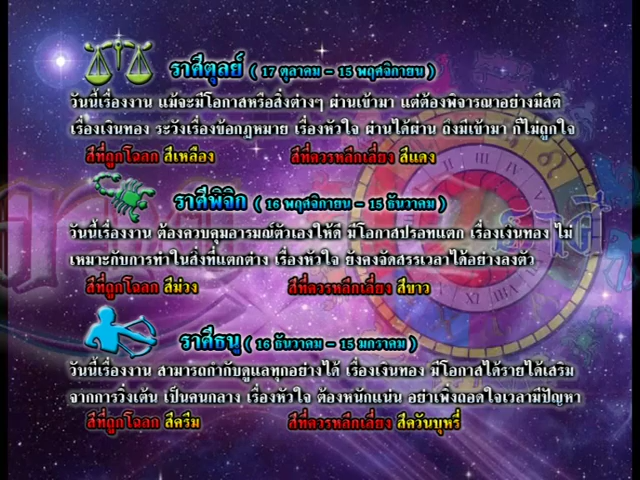 ราศีตุลย์ ( 17 ตุลาคม - 15 พฤศจิกายน )
วันนี้เรื่องงาน แม้จะมีโอกาสหรือสิ่งต่างๆ ผ่านเข้ามา แต่ต้องพิจารณาอย่างมีสติ
เรื่องเงินทอง ระวังเรื่องข้อกฎหมาย เรื่องหัวใจ ผ่านได้ผ่าน ถึงมีเข้ามา ก็ไม่ถูกใจ
สีที่ถูกโฉลก สีเหลือง สีที่ควรหลีกเลี่ยง สีแดง
ราศีพิจิก ( 16 พฤศจิกายน - 15 ธันวาคม )
วันนี้เรื่องงาน ต้องควบคุมอารมณ์ตัวเองให้ดี มีโอกาสปรอทแตก เรื่องเงินทอง ไม่
เหมาะกับการทำในสิ่งที่แตกต่าง เรื่องหัวใจ ยังคงจัดสรรเวลาได้อย่างลงตัว
สีที่ถูกโฉลก สีม่วง สีที่ควรหลีกเลี่ยง สีขาว
ราศีธนู ( 16 ธันวาคม - 15 มกราคม )
วันนี้เรื่องงาน สามารถกำกับดูแลทุกอย่างได้ เรื่องเงินทอง มีโอกาสได้รายได้เสริม
จากการวิ่งเต้น เป็นคนกลาง เรื่องหัวใจ ต้องหนักแน่น อย่าเพิ่งถอดใจเวลามีปัญหา
สีที่ถูกโฉลก สีครีม สีที่ควรหลีกเลี่ยง สีควันบุหรี่